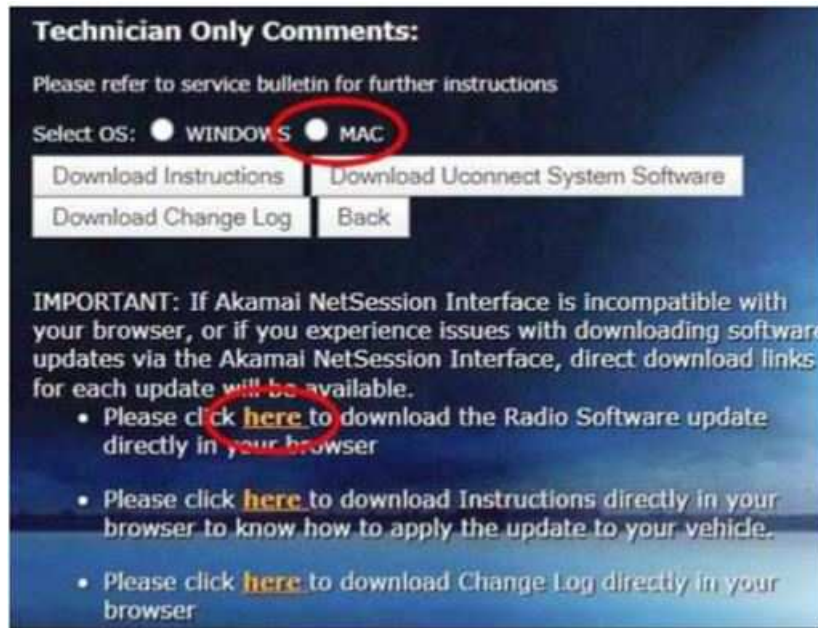 Technician Only Comments:
Please refer to service bulletin for further instructions
Select OS: WINDOWS MAC
Download Instructions Download Uconnect System Software
Download Change Log Back
IMPORTANT: If Akamai NetSession Interface is incompatible with
your browser, or if you experience issues with downloading software
updates via the Akamai NetSession Interface, direct download links
for each update will be available.
• Please click here to download the Radio Software update
directly in your browser
• Please click here to download Instructions directly in your
browser to know how to apply the update to your vehicle.
• Please click here to download Change Log directly in your
browser